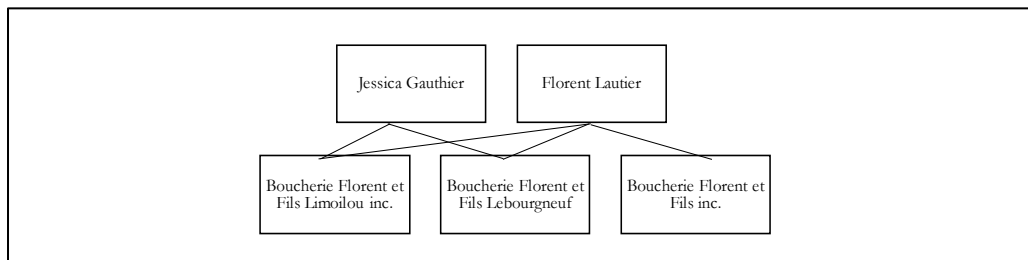 Jessica Gauthier
Florent Lautier
Boucherie Florent et
Fils Limoilou inc.
Boucherie Florent et
Fils Lebourgneuf
Boucherie Florent et
Fils inc.